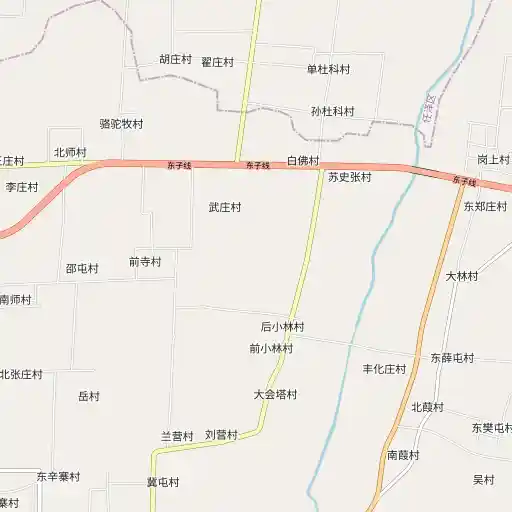 胡庄村
翟庄村
单杜科村
孙杜科村
任泽区
骆驼牧村
北师村
王庄村
东子线
东子线
白佛村
岗上村
苏史张村
东子线
李庄村
武庄村
东郑庄村
前寺村
邵屯村
大林村
南师村
后小林村
前小林村
东薛屯村
丰化庄村
北张庄村
岳村
大会塔村
北葭村
兰营村
刘营村
东樊屯村
南葭村
东辛寨村
冀屯村
吴村
寨村